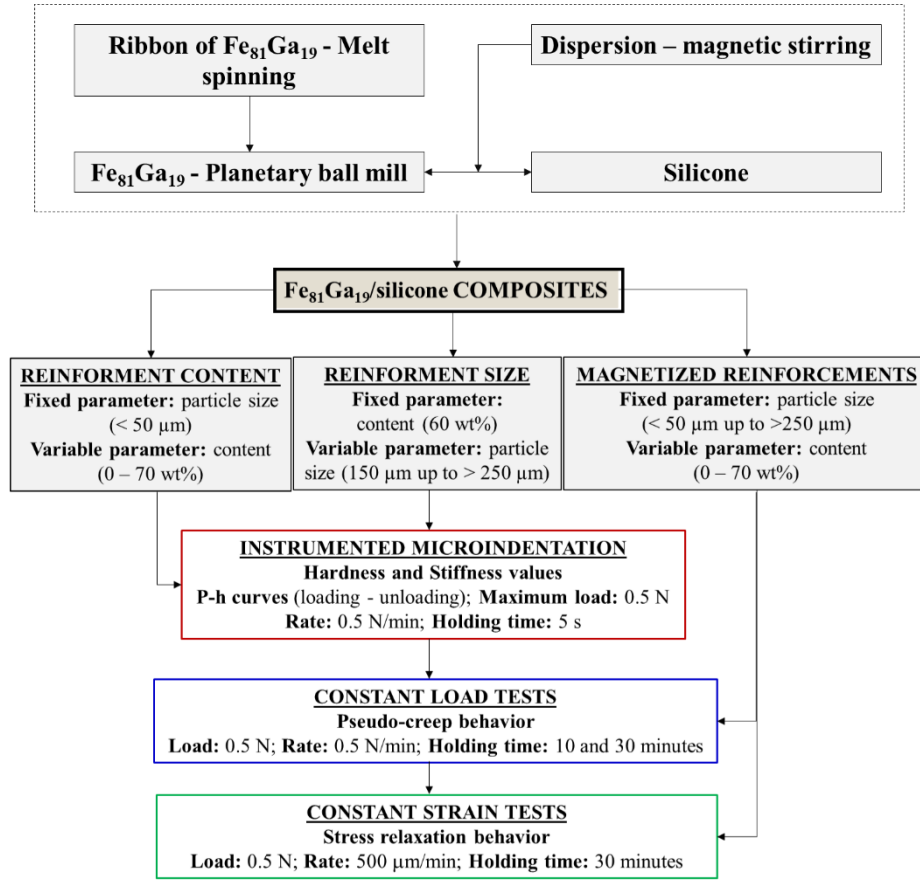 Ribbon of Fe₈₁Ga₁₉ - Melt
spinning
Dispersion – magnetic stirring
Fe₈₁Ga₁₉ - Planetary ball mill
Silicone
Fe₈₁Ga₁₉/silicone COMPOSITES
REINFORMENT CONTENT
Fixed parameter: particle size
(< 50 µm)
Variable parameter: content
(0 – 70 wt%)
REINFORMENT SIZE
Fixed parameter:
content (60 wt%)
Variable parameter: particle
size (150 µm up to > 250 µm)
MAGNETIZED REINFORCEMENTS
Fixed parameter: particle size
(< 50 µm up to >250 µm)
Variable parameter: content
(0 – 70 wt%)
INSTRUMENTED MICROINDENTATION
Hardness and Stiffness values
P-h curves (loading - unloading); Maximum load: 0.5 N
Rate: 0.5 N/min; Holding time: 5 s
CONSTANT LOAD TESTS
Pseudo-creep behavior
Load: 0.5 N; Rate: 0.5 N/min; Holding time: 10 and 30 minutes
CONSTANT STRAIN TESTS
Stress relaxation behavior
Load: 0.5 N; Rate: 500 µm/min; Holding time: 30 minutes